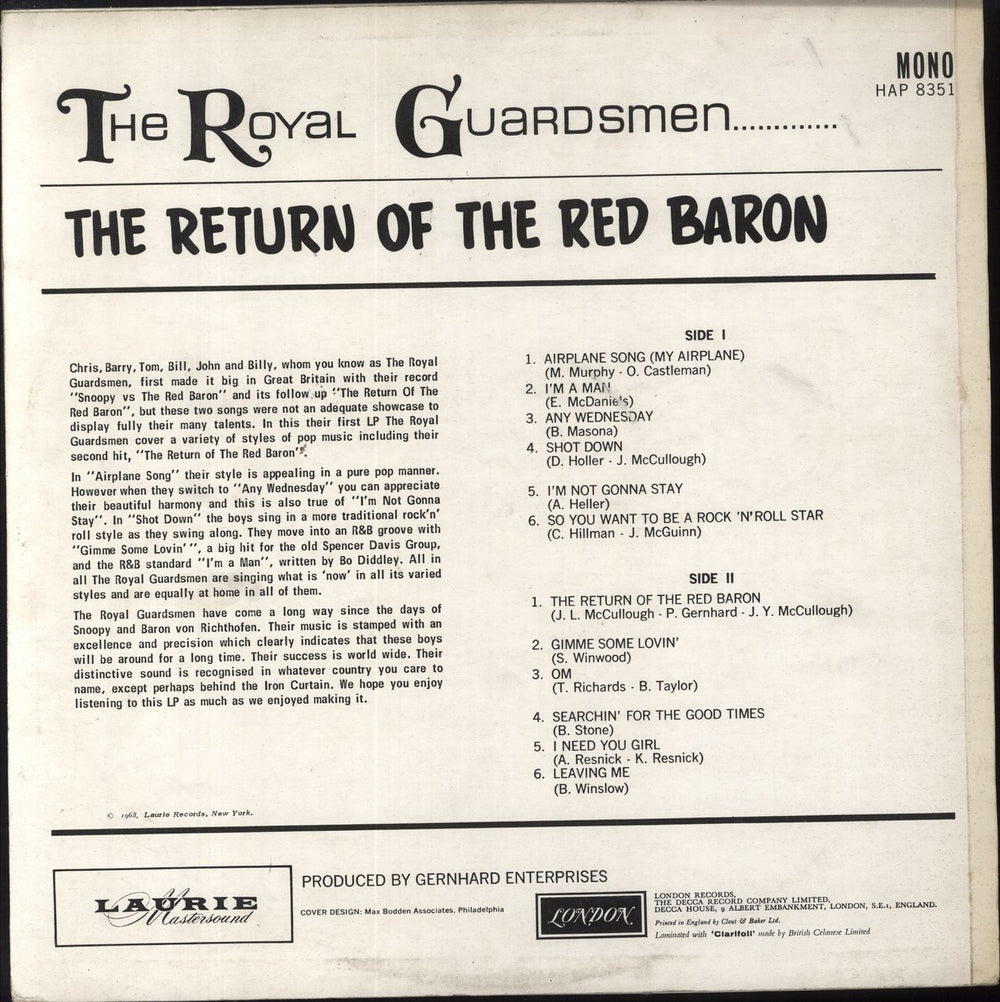 MONO
HAP 8351
The Royal Guardsmen.............
THE RETURN OF THE RED BARON
Chris, Barry, Tom, Bill, John and Billy, whom you know as The Royal
Guardsmen, first made it big in Great Britain with their record
"Snoopy vs The Red Baron" and its follow up "The Return Of The
Red Baron", but these two songs were not an adequate showcase to
display fully their many talents. In this their first LP The Royal
Guardsmen cover a variety of styles of pop music including their
second hit, "The Return of The Red Baron".
In "Airplane Song" their style is appealing in a pure pop manner.
However when they switch to "Any Wednesday" you can appreciate
their beautiful harmony and this is also true of "I'm Not Gonna
Stay". In "Shot Down" the boys sing in a more traditional rock'n'
roll style as they swing along. They move into an R&B groove with
"Gimme Some Lovin'", a big hit for the old Spencer Davis Group,
and the R&B standard "I'm a Man", written by Bo Diddley. All in
all The Royal Guardsmen are singing what is 'now' in all its varied
styles and are equally at home in all of them.
The Royal Guardsmen have come a long way since the days of
Snoopy and Baron von Richthofen. Their music is stamped with an
excellence and precision which clearly indicates that these boys
will be around for a long time. Their success is world wide. Their
distinctive sound is recognised in whatever country you care to
name, except perhaps behind the Iron Curtain. We hope you enjoy
listening to this LP as much as we enjoyed making it.
© 1968, Laurie Records, New York.
SIDE I
1. AIRPLANE SONG (MY AIRPLANE)
(M. Murphy - O. Castleman)
2. I'M A MAN
(E. McDanie's)
3. ANY WEDNESDAY
(B. Masona)
4. SHOT DOWN
(D. Holler - J. McCullough)
5. I'M NOT GONNA STAY
(A. Heller)
6. SO YOU WANT TO BE A ROCK 'N' ROLL STAR
(C. Hillman - J. McGuinn)
SIDE II
1. THE RETURN OF THE RED BARON
(J. L. McCullough - P. Gernhard - J. Y. McCullough)
2. GIMME SOME LOVIN'
(S. Winwood)
3. OM
(T. Richards - B. Taylor)
4. SEARCHIN' FOR THE GOOD TIMES
(B. Stone)
5. I NEED YOU GIRL
(A. Resnick - K. Resnick)
6. LEAVING ME
(B. Winslow)
LAURIE
Mastersound
PRODUCED BY GERNHARD ENTERPRISES
COVER DESIGN: Max Bodden Associates, Philadelphia
LONDON
LONDON RECORDS,
THE DECCA RECORD COMPANY LIMITED,
DECCA HOUSE, 9 ALBERT EMBANKMENT, LONDON, S.E.1, ENGLAND.
Printed in England by Clout & Baker Ltd.
Laminated with 'Clarifoil' made by British Celanese Limited